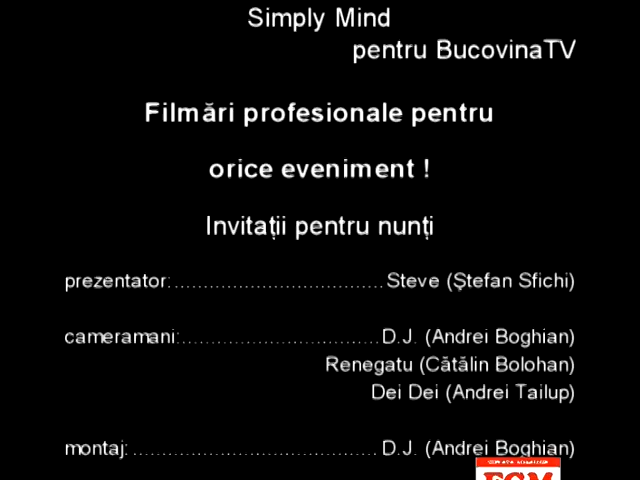 Simply Mind
pentru BucovinaTV
Filmări profesionale pentru
orice eveniment !
Invitații pentru nunți
prezentator:....................................Steve (Ştefan Sfichi)
cameramani:..................................D.J. (Andrei Boghian)
Renegatu (Cătălin Bolohan)
Dei Dei (Andrei Tailup)
montaj:..........................................D.J. (Andrei Boghian)